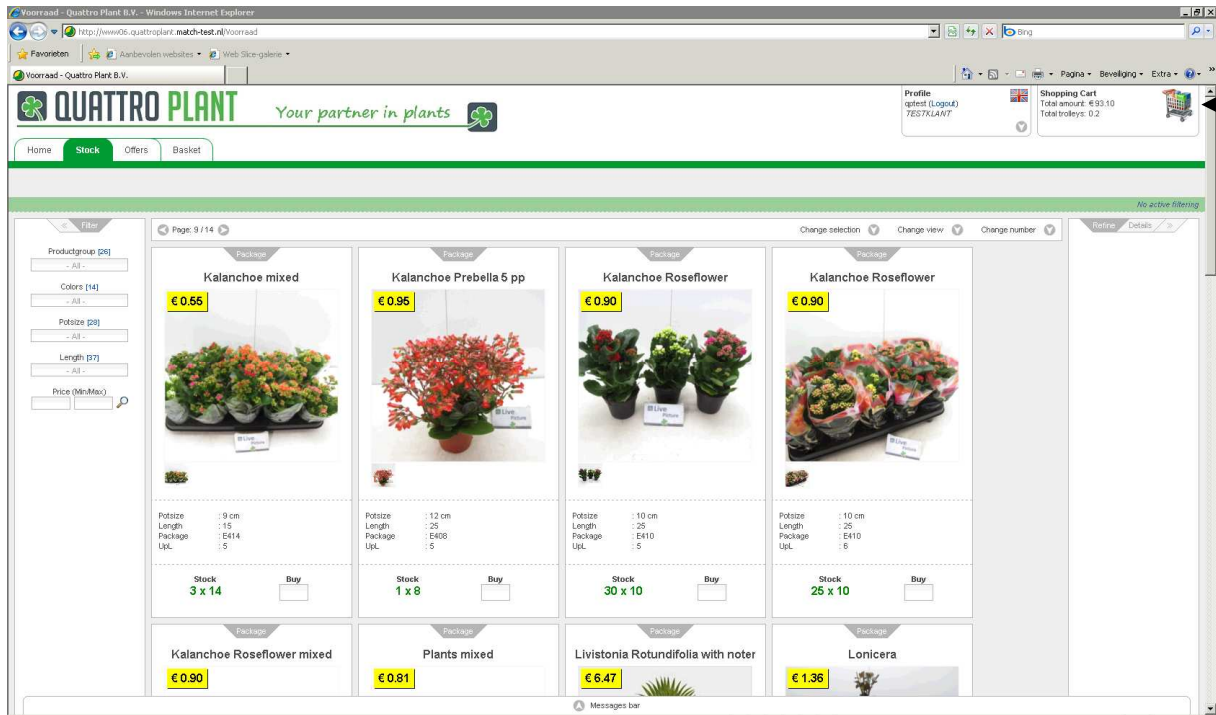 Voorraad - Quattro Plant B.V. - Windows Internet Explorer
http://www06.quattroplant.match-test.nl/Voorraad
Bing
Favorieten Aanbevolen websites Web Slice-galerie
Voorraad - Quattro Plant B.V.
Pagina Beveiliging Extra
QUATTRO PLANT
Your partner in plants
Profile
qptest (Logout)
TESTKLANT
Shopping Cart
Total amount: € 93.10
Total trolleys: 0.2
Home Stock Offers Basket
No active filtering
Filter
Page: 9 / 14
Change selection Change view Change number
Refine Details
Productgroup [26]
- All -
Colors [14]
- All -
Potsize [28]
- All -
Length [37]
- All -
Price (Min/Max)
Package Package Package Package
Kalanchoe mixed Kalanchoe Prebella 5 pp Kalanchoe Roseflower Kalanchoe Roseflower
€ 0.55 € 0.95 € 0.90 € 0.90
Live Picture Live Picture Live Picture Live Picture
Potsize : 9 cm Potsize : 12 cm Potsize : 10 cm Potsize : 10 cm
Length : 15 Length : 25 Length : 25 Length : 25
Package : E414 Package : E408 Package : E410 Package : E410
UpL : 5 UpL : 5 UpL : 5 UpL : 6
Stock Buy Stock Buy Stock Buy Stock Buy
3 x 14 1 x 8 30 x 10 25 x 10
Package Package Package Package
Kalanchoe Roseflower mixed Plants mixed Livistonia Rotundifolia with noter Lonicera
€ 0.90 € 0.81 € 6.47 € 1.36
Messages bar